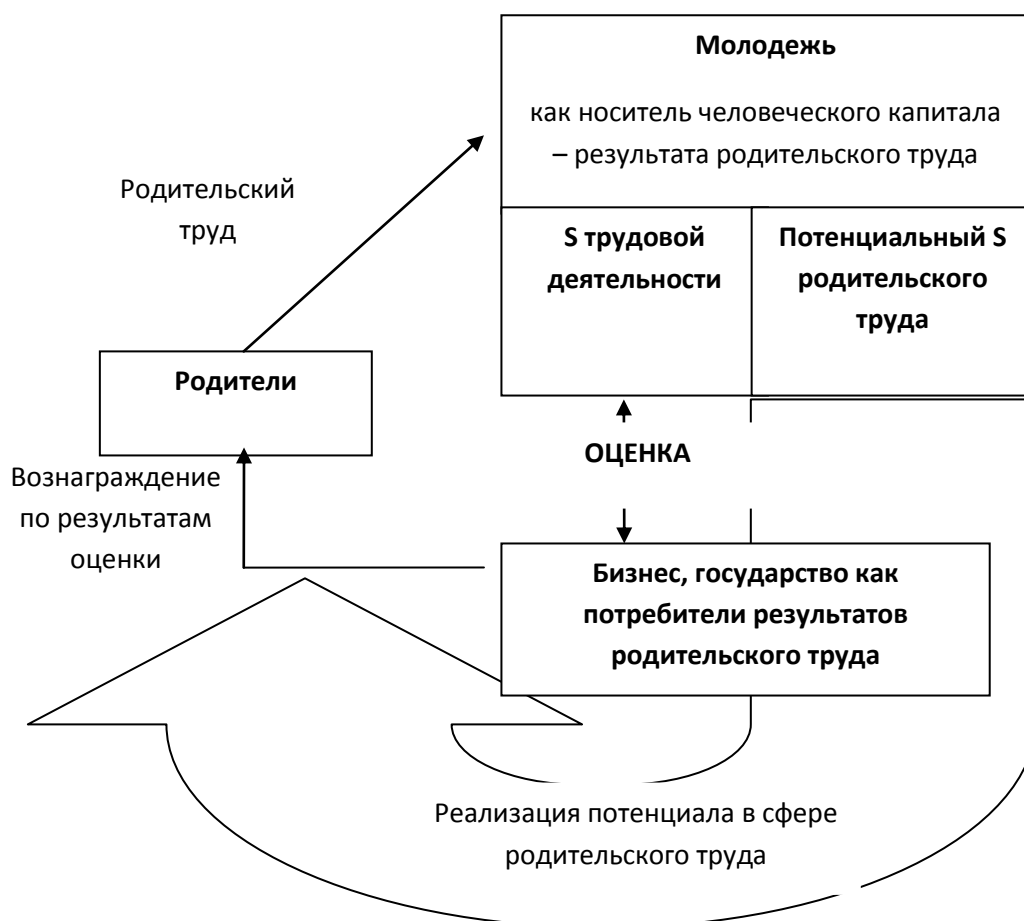 Молодежь
как носитель человеческого капитала
– результата родительского труда
Родительский
труд
S трудовой
деятельности
Потенциальный S
родительского
труда
Родители
ОЦЕНКА
Вознаграждение
по результатам
оценки
Бизнес, государство как
потребители результатов
родительского труда
Реализация потенциала в сфере
родительского труда